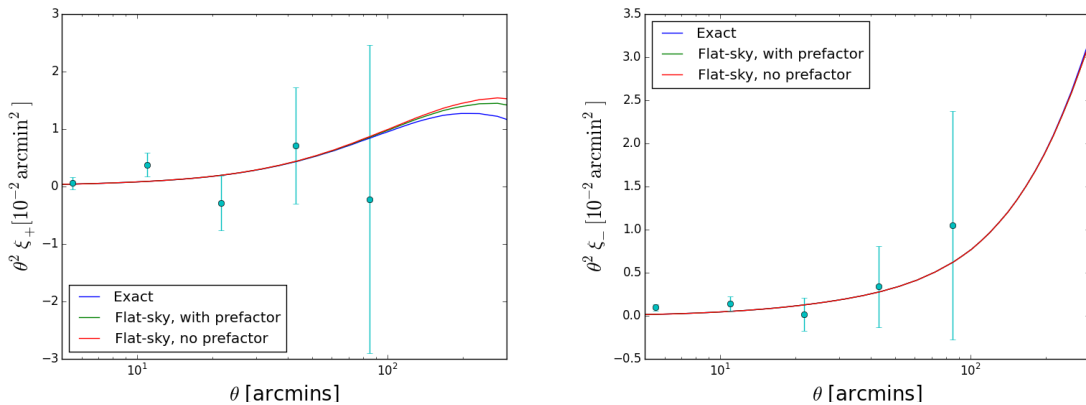 3
2
1
0
−1
−2
−3
θ² ξ₊[10⁻² arcmin²]
Exact
Flat-sky, with prefactor
Flat-sky, no prefactor
10¹
10²
θ [arcmins]
3.5
3.0
2.5
2.0
1.5
1.0
0.5
0.0
−0.5
θ² ξ₋ [10⁻² arcmin²]
Exact
Flat-sky, with prefactor
Flat-sky, no prefactor
10¹
10²
θ [arcmins]